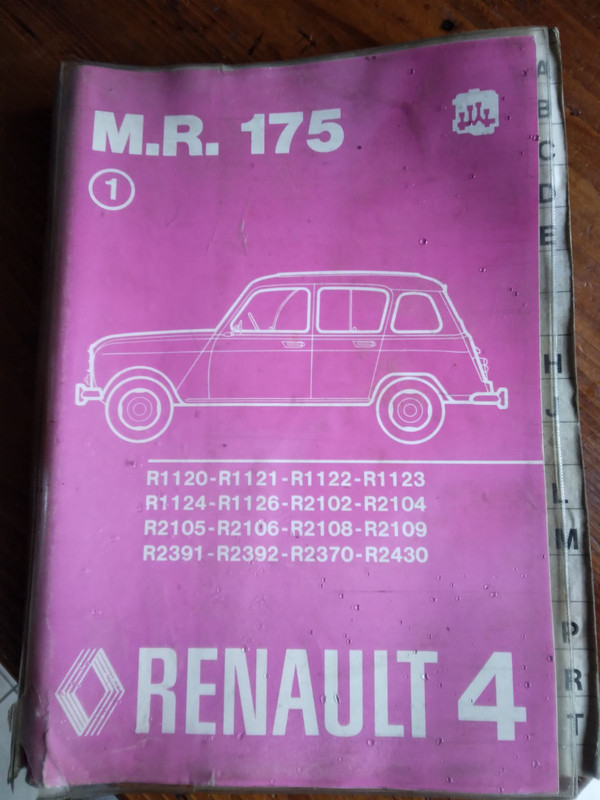 M.R. 175
1
R1120-R1121-R1122-R1123
R1124-R1126-R2102-R2104
R2105-R2106-R2108-R2109
R2391-R2392-R2370-R2430
RENAULT 4
A
B
C
D
E
H
J
L
M
P
R
T